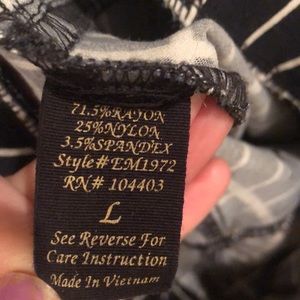 71.5%RAYON
25%NYLON
3.5%SPANDEX
Style# EM1972
RN# 104403
L
See Reverse For
Care Instruction
Made In Vietnam